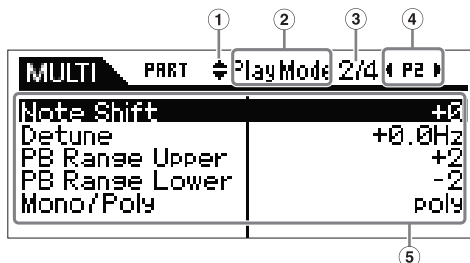 1 2 3 4
MULTI PART Play Mode 2/4 P2
Note Shift +0
Detune +0.0Hz
PB Range Upper +2
PB Range Lower -2
Mono/Poly poly
5